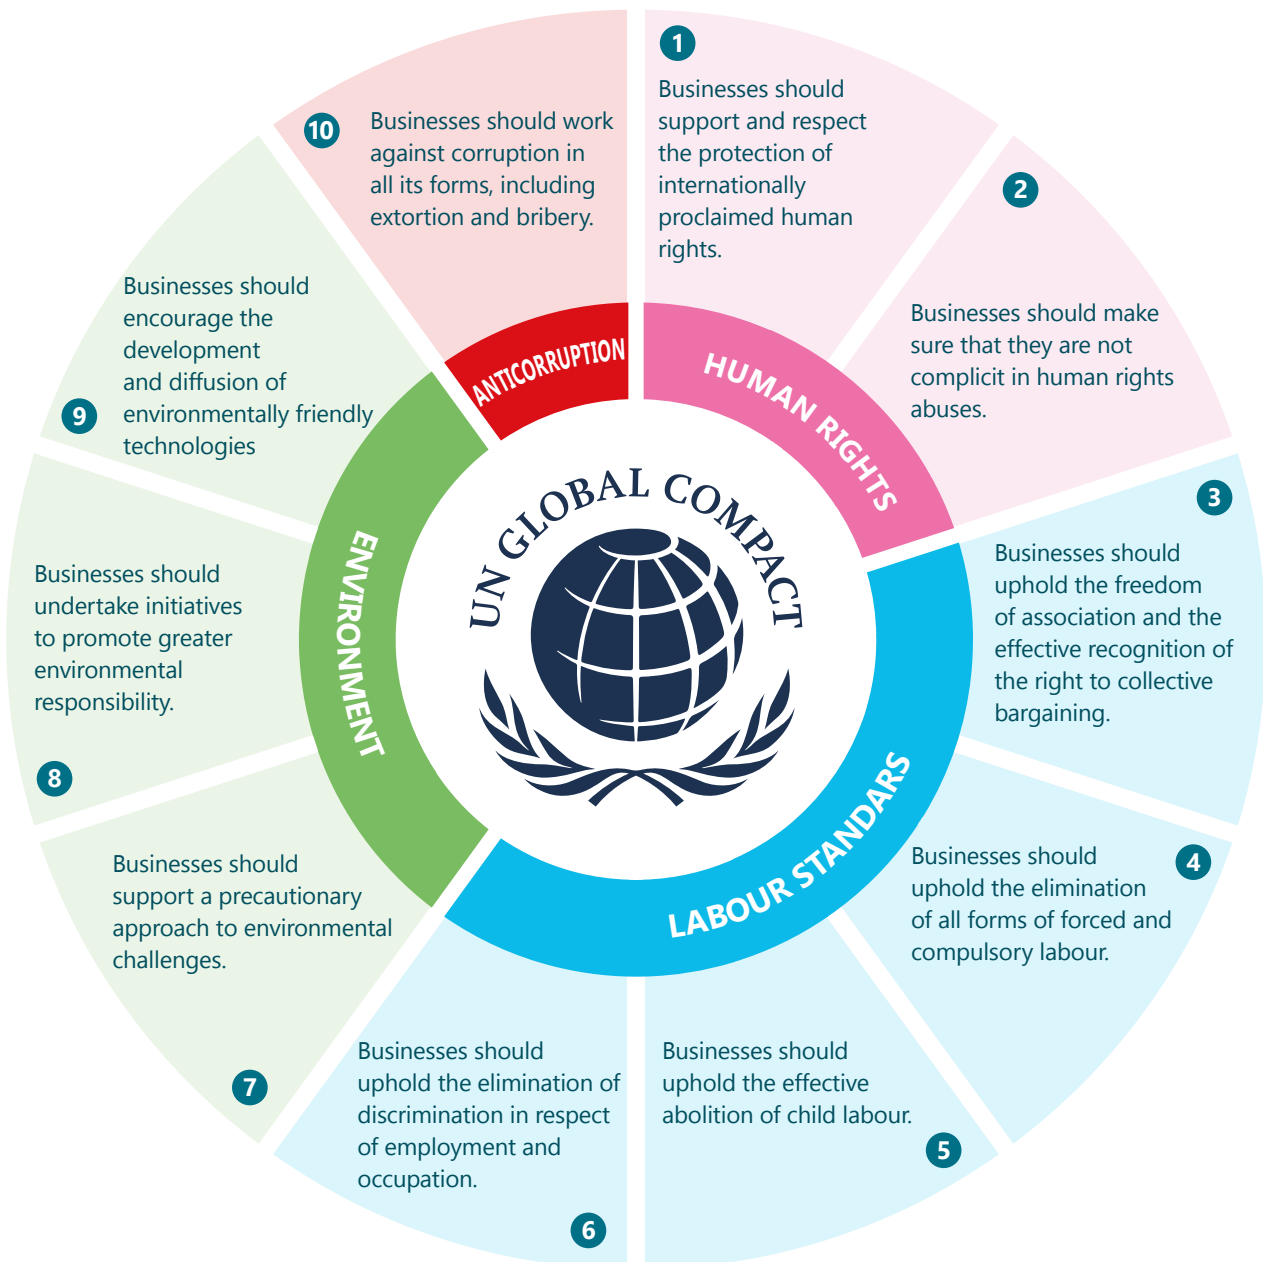 1
Businesses should
support and respect
the protection of
internationally
proclaimed human
rights.
2
Businesses should make
sure that they are not
complicit in human rights
abuses.
3
Businesses should
uphold the freedom
of association and the
effective recognition of
the right to collective
bargaining.
4
Businesses should
uphold the elimination
of all forms of forced and
compulsory labour.
5
Businesses should
uphold the effective
abolition of child labour.
6
Businesses should
uphold the elimination of
discrimination in respect
of employment and
occupation.
7
Businesses should
support a precautionary
approach to environmental
challenges.
8
Businesses should
undertake initiatives
to promote greater
environmental
responsibility.
9
Businesses should
encourage the
development
and diffusion of
environmentally friendly
technologies
10
Businesses should work
against corruption in
all its forms, including
extortion and bribery.
HUMAN RIGHTS
LABOUR STANDARS
ENVIRONMENT
ANTICORRUPTION
UN GLOBAL COMPACT